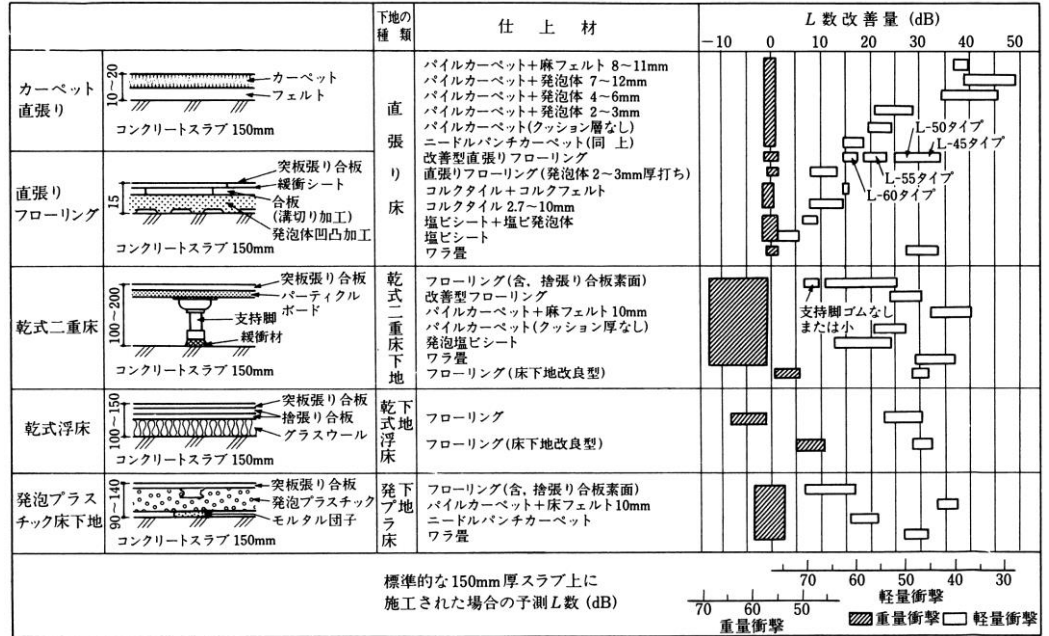 下地の種類
仕上材
L数改善量 (dB)
-10 0 10 20 30 40 50
カーペット直張り
10～20
カーペット
フェルト
コンクリートスラブ 150mm
直張りフローリング
15
突板張り合板
緩衝シート
合板
(溝切り加工)
発泡体凹凸加工
コンクリートスラブ 150mm
直張り床
パイルカーペット+麻フェルト 8～11mm
パイルカーペット+発泡体 7～12mm
パイルカーペット+発泡体 4～6mm
パイルカーペット+発泡体 2～3mm
パイルカーペット(クッション層なし)
ニードルパンチカーペット(同上)
改善型直張りフローリング
直張りフローリング(発泡体2～3mm厚打ち)
コルクタイル+コルクフェルト
コルクタイル 2.7～10mm
塩ビシート+塩ビ発泡体
塩ビシート
ワラ畳
L-50タイプ
L-45タイプ
L-55タイプ
L-60タイプ
乾式二重床
100～200
突板張り合板
パーティクルボード
支持脚
緩衝材
コンクリートスラブ 150mm
乾式二重床下地
フローリング(含、捨張り合板素面)
改善型フローリング
パイルカーペット+麻フェルト 10mm
パイルカーペット(クッション厚なし)
発泡塩ビシート
ワラ畳
フローリング(床下地改良型)
支持脚ゴムなし
または小
乾式浮床
100～150
突板張り合板
捨張り合板
グラスウール
コンクリートスラブ 150mm
乾式浮床下地
フローリング
フローリング(床下地改良型)
発泡プラスチック床下地
90～140
突板張り合板
発泡プラスチック
モルタル団子
コンクリートスラブ 150mm
発プラ床下地
フローリング(含、捨張り合板素面)
パイルカーペット+床フェルト10mm
ニードルパンチカーペット
ワラ畳
標準的な150mm厚スラブ上に
施工された場合の予測L数 (dB)
70 60 50 40 30
軽量衝撃
70 60 50
重量衝撃
重量衝撃 軽量衝撃